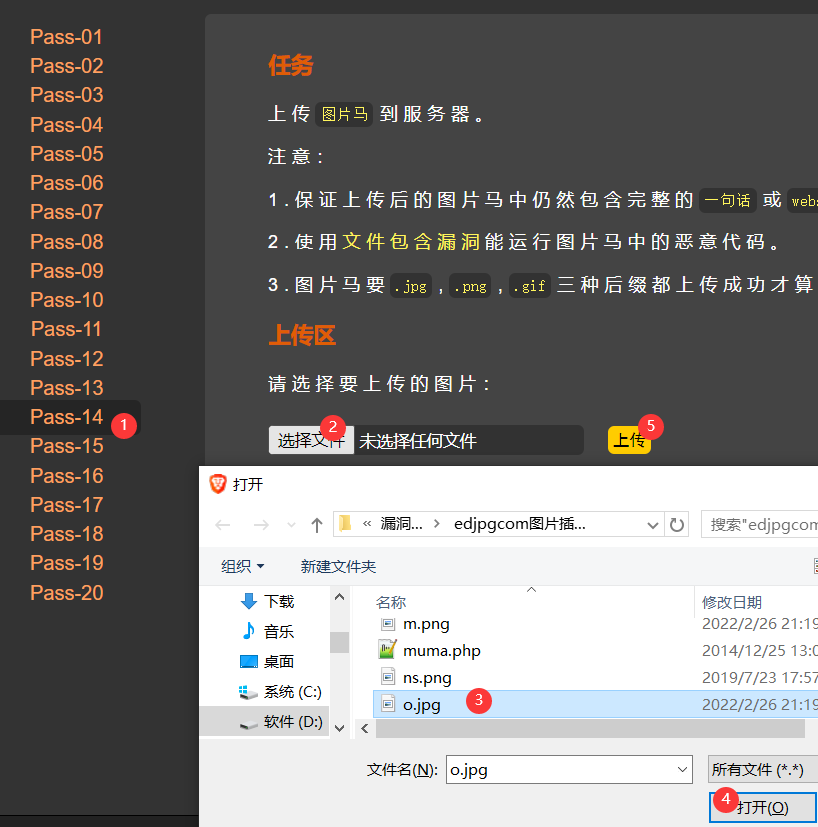 Pass-01
Pass-02
Pass-03
Pass-04
Pass-05
Pass-06
Pass-07
Pass-08
Pass-09
Pass-10
Pass-11
Pass-12
Pass-13
Pass-14 1
Pass-15
Pass-16
Pass-17
Pass-18
Pass-19
Pass-20
任务
上传 图片马 到服务器。
注意:
1.保证上传后的图片马中仍然包含完整的 一句话 或 webs
2.使用文件包含漏洞能运行图片马中的恶意代码。
3.图片马要 .jpg , .png , .gif 三种后缀都上传成功才算
上传区
请选择要上传的图片:
选择文件 2 未选择任何文件 上传 5
打开
« 漏洞... › edjpgcom图片插... 搜索"edjpgcom
组织 新建文件夹
下载
音乐
桌面
系统 (C:)
软件 (D:)
名称 修改日期
m.png 2022/2/26 21:19
muma.php 2014/12/25 13:0
ns.png 2019/7/23 17:57
o.jpg 3 2022/2/26 21:19
文件名(N): o.jpg 所有文件 (*.*)
4 打开(O)